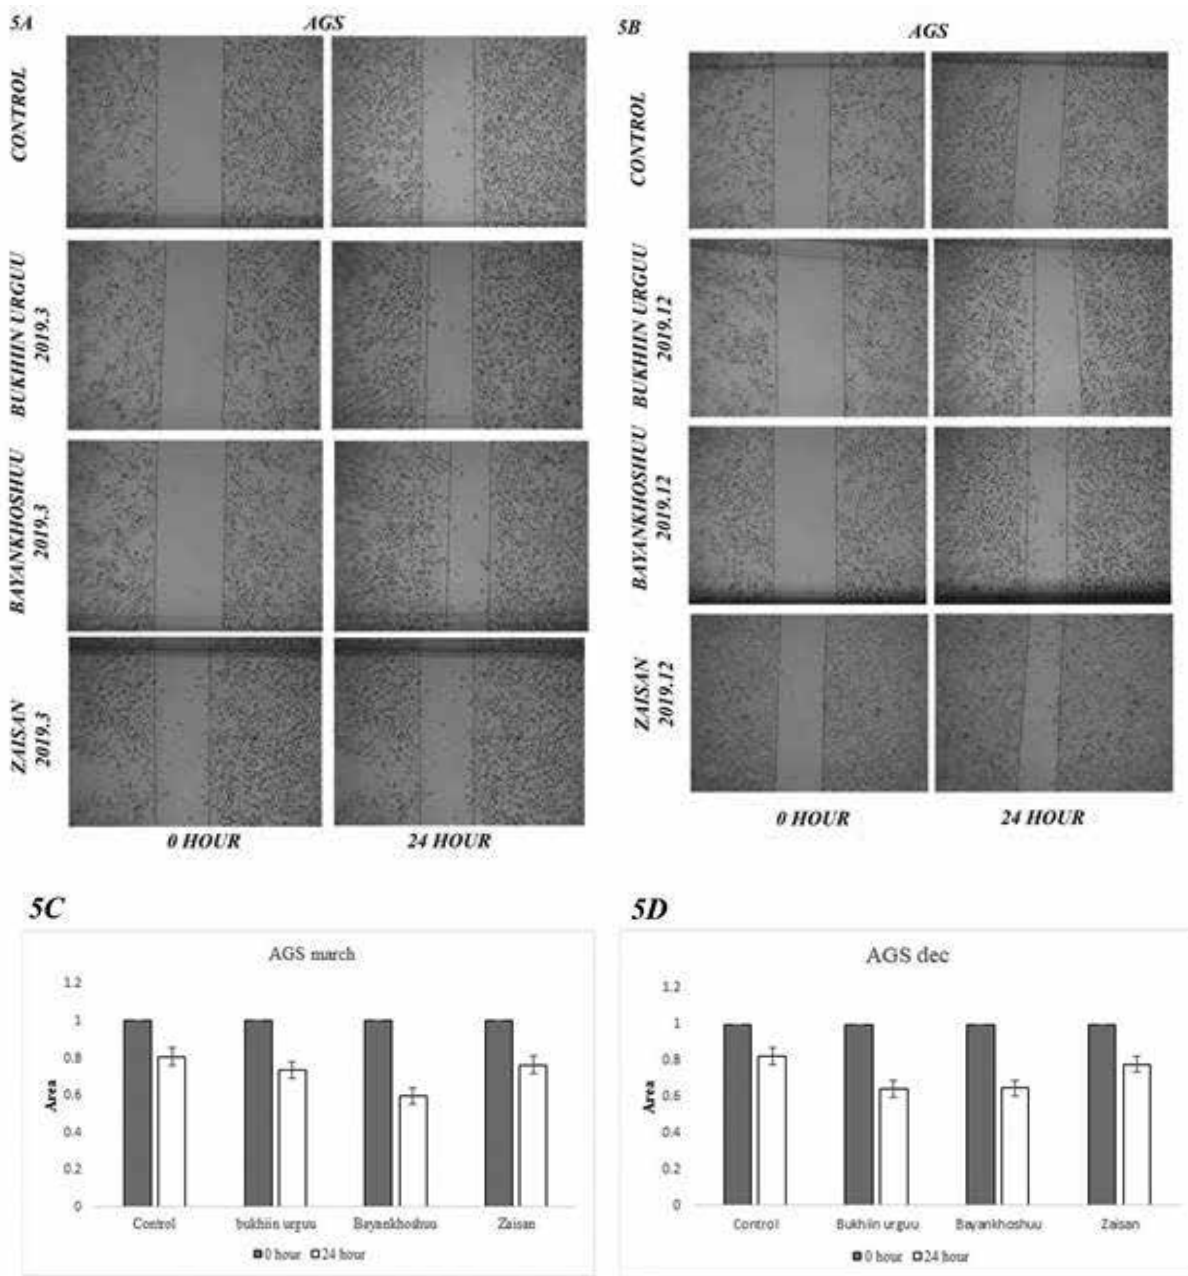 5A
AGS
CONTROL
BUKHIIN URGUU
2019.3
BAYANKHOSHUU
2019.3
ZAISAN
2019.3
0 HOUR
24 HOUR
5B
AGS
CONTROL
BUKHIIN URGUU
2019.12
BAYANKHOSHUU
2019.12
ZAISAN
2019.12
0 HOUR
24 HOUR
5C
AGS march
1.2
1
0.8
0.6
0.4
0.2
0
Area
Control
bukhiin urguu
Bayankhoshuu
Zaisan
0 hour
24 hour
5D
AGS dec
1.2
1
0.8
0.6
0.4
0.2
0
Area
Control
Bukhiin urguu
Bayankhoshuu
Zaisan
0 hour
24 hour